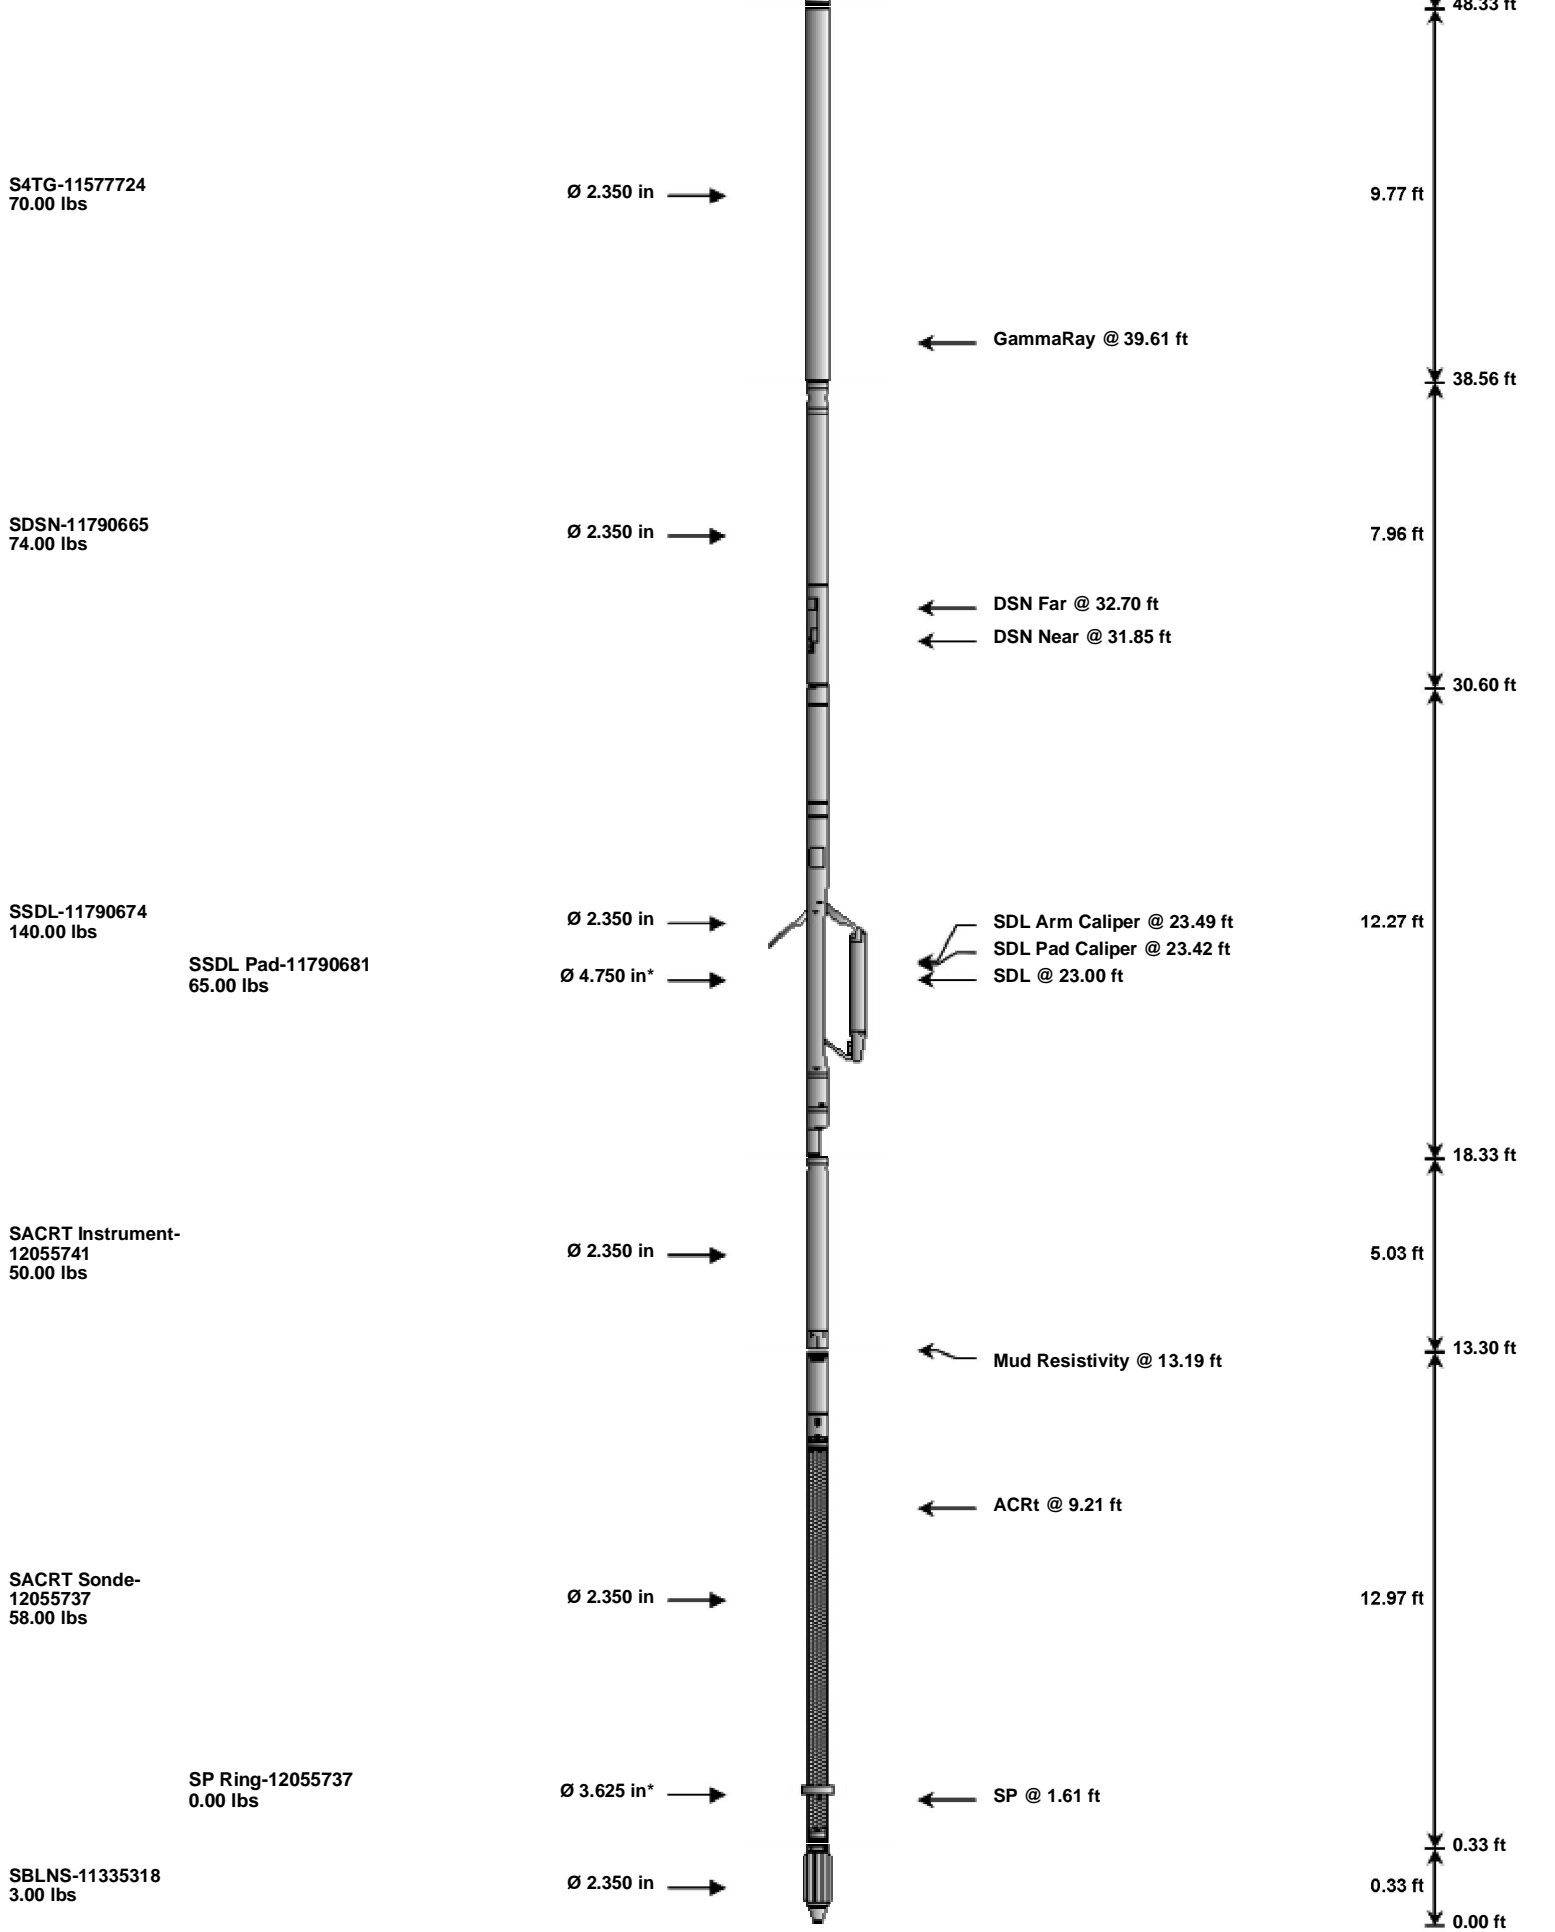 48.33 ft
S4TG-11577724
70.00 lbs
Ø 2.350 in
9.77 ft
GammaRay @ 39.61 ft
38.56 ft
SDSN-11790665
74.00 lbs
Ø 2.350 in
7.96 ft
DSN Far @ 32.70 ft
DSN Near @ 31.85 ft
30.60 ft
SSDL-11790674
140.00 lbs
Ø 2.350 in
SDL Arm Caliper @ 23.49 ft
12.27 ft
SDL Pad Caliper @ 23.42 ft
SSDL Pad-11790681
65.00 lbs
Ø 4.750 in*
SDL @ 23.00 ft
18.33 ft
SACRT Instrument-
12055741
50.00 lbs
Ø 2.350 in
5.03 ft
13.30 ft
Mud Resistivity @ 13.19 ft
ACRt @ 9.21 ft
SACRT Sonde-
12055737
58.00 lbs
Ø 2.350 in
12.97 ft
SP Ring-12055737
0.00 lbs
Ø 3.625 in*
SP @ 1.61 ft
0.33 ft
SBLNS-11335318
3.00 lbs
Ø 2.350 in
0.33 ft
0.00 ft